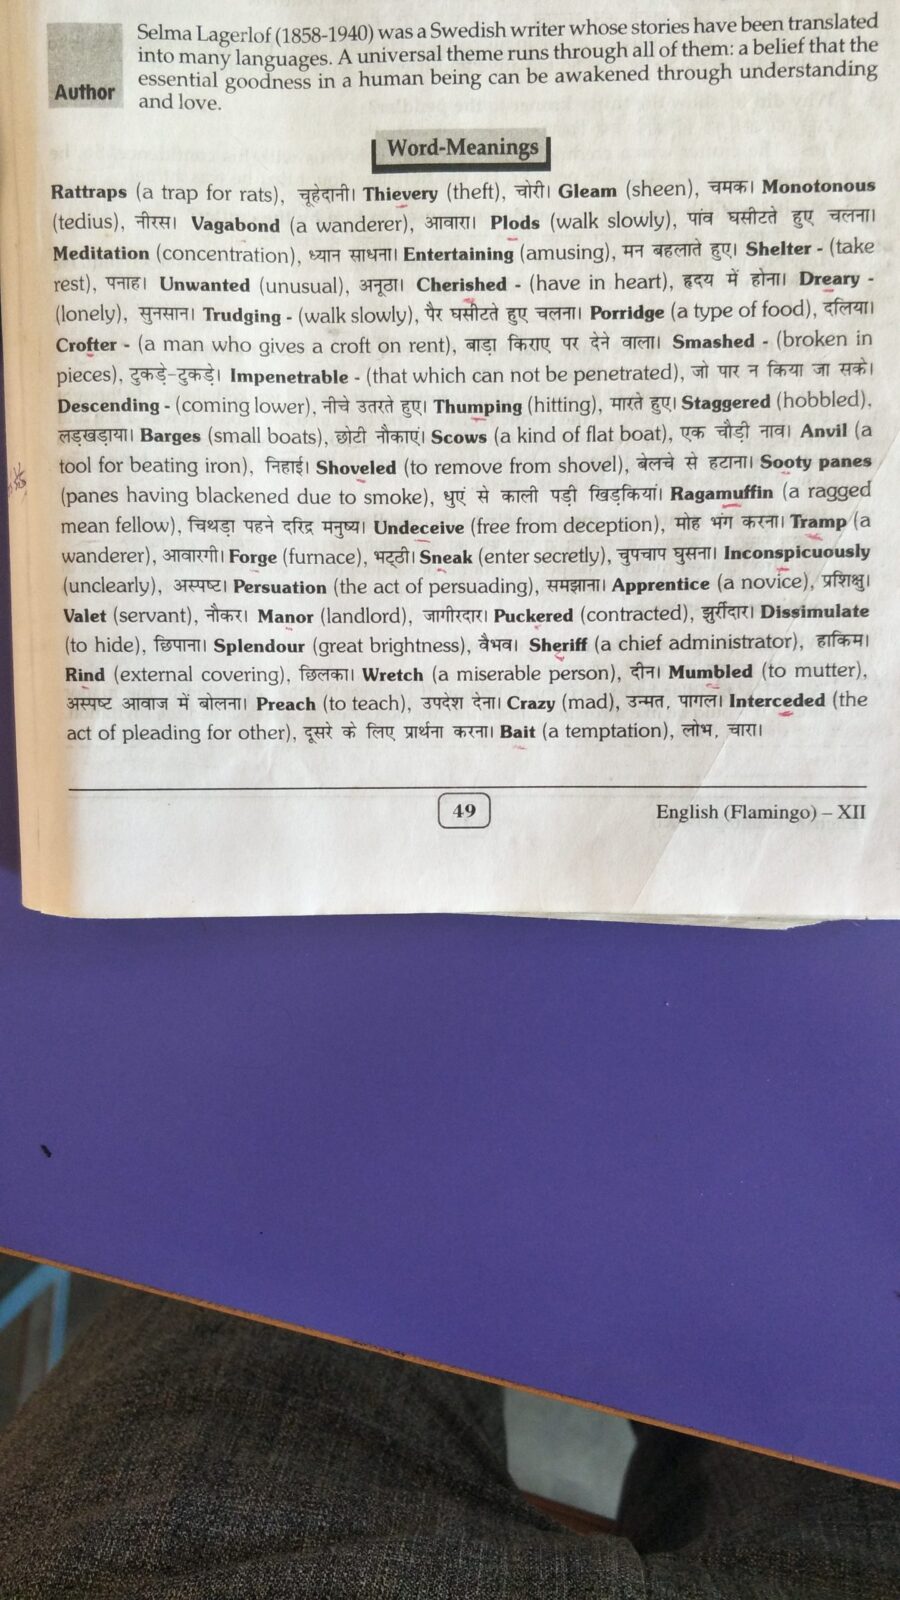 Selma Lagerlof (1858-1940) was a Swedish writer whose stories have been translated
into many languages. A universal theme runs through all of them: a belief that the
essential goodness in a human being can be awakened through understanding
and love.
Author
Word-Meanings
Rattraps (a trap for rats), चूहेदानी। Thievery (theft), चोरी। Gleam (sheen), चमक। Monotonous
(tedius), नीरस। Vagabond (a wanderer), आवारा। Plods (walk slowly), पांव घसीटते हुए चलना।
Meditation (concentration), ध्यान साधना। Entertaining (amusing), मन बहलाते हुए। Shelter - (take
rest), पनाह। Unwanted (unusual), अनूठा। Cherished - (have in heart), हृदय में होना। Dreary -
(lonely), सुनसान। Trudging - (walk slowly), पैर घसीटते हुए चलना। Porridge (a type of food), दलिया।
Crofter - (a man who gives a croft on rent), बाड़ा किराए पर देने वाला। Smashed - (broken in
pieces), टुकड़े-टुकड़े। Impenetrable - (that which can not be penetrated), जो पार न किया जा सके।
Descending - (coming lower), नीचे उतरते हुए। Thumping (hitting), मारते हुए। Staggered (hobbled),
लड़खड़ाया। Barges (small boats), छोटी नौकाएं। Scows (a kind of flat boat), एक चौड़ी नाव। Anvil (a
tool for beating iron), निहाई। Shoveled (to remove from shovel), बेलचे से हटाना। Sooty panes
(panes having blackened due to smoke), धुएं से काली पड़ी खिड़कियां। Ragamuffin (a ragged
mean fellow), चिथड़ा पहने दरिद्र मनुष्य। Undeceive (free from deception), मोह भंग करना। Tramp (a
wanderer), आवारगी। Forge (furnace), भट्ठी। Sneak (enter secretly), चुपचाप घुसना। Inconspicuously
(unclearly), अस्पष्ट। Persuation (the act of persuading), समझाना। Apprentice (a novice), प्रशिक्षु।
Valet (servant), नौकर। Manor (landlord), जागीरदार। Puckered (contracted), झुर्रीदार। Dissimulate
(to hide), छिपाना। Splendour (great brightness), वैभव। Sheriff (a chief administrator), हाकिम।
Rind (external covering), छिलका। Wretch (a miserable person), दीन। Mumbled (to mutter),
अस्पष्ट आवाज में बोलना। Preach (to teach), उपदेश देना। Crazy (mad), उन्मत, पागल। Interceded (the
act of pleading for other), दूसरे के लिए प्रार्थना करना। Bait (a temptation), लोभ, चारा।
49
English (Flamingo) – XII